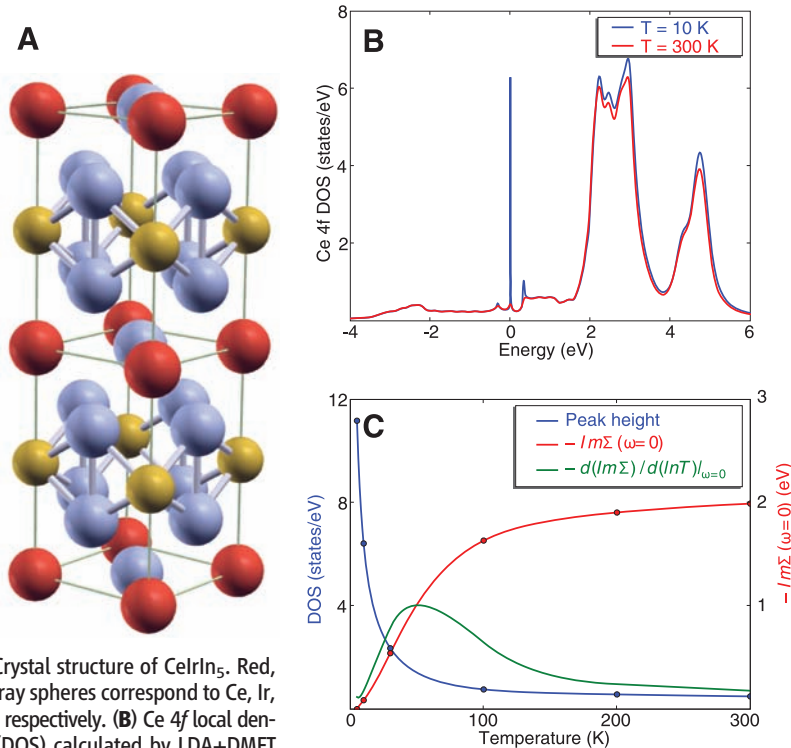 A
Crystal structure of CeIrIn₅. Red,
ray spheres correspond to Ce, Ir,
respectively. (B) Ce 4f local den-
(DOS) calculated by LDA+DMFT
B
T = 10 K
T = 300 K
8
6
4
2
Ce 4f DOS (states/eV)
-4 -2 0 2 4 6
Energy (eV)
C
Peak height
− ImΣ (ω=0)
− d(ImΣ) / d(lnT)|ω=0
12
8
4
DOS (states/eV)
3
2
1
− ImΣ (ω=0) (eV)
0 100 200 300
Temperature (K)